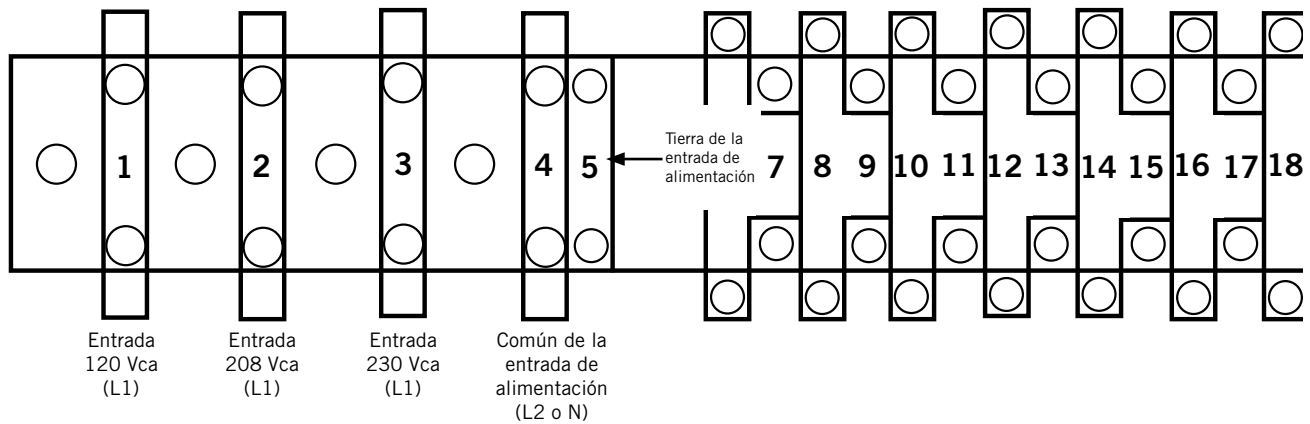 1 2 3 4 5
Tierra de la
entrada de
alimentación
7 8 9 10 11 12 13 14 15 16 17 18
Entrada
120 Vca
(L1)
Entrada
208 Vca
(L1)
Entrada
230 Vca
(L1)
Común de la
entrada de
alimentación
(L2 o N)